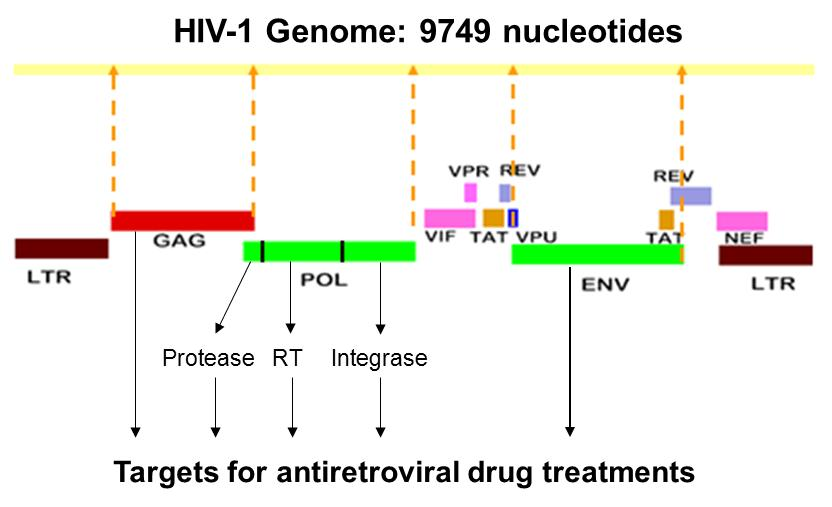 HIV-1 Genome: 9749 nucleotides
VPR REV
REV
GAG
VIF TAT VPU
TAT NEF
LTR
POL
ENV
LTR
Protease RT Integrase
Targets for antiretroviral drug treatments